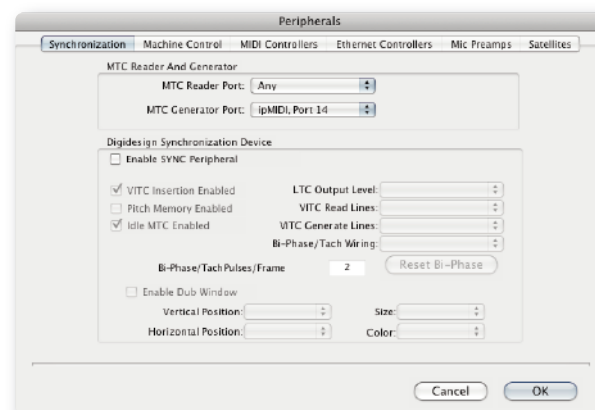 Peripherals
Synchronization Machine Control MIDI Controllers Ethernet Controllers Mic Preamps Satellites
MTC Reader And Generator
MTC Reader Port: Any
MTC Generator Port: ipMIDI, Port 14
Digidesign Synchronization Device
Enable SYNC Peripheral
VITC Insertion Enabled LTC Output Level:
Pitch Memory Enabled VITC Read Lines:
Idle MTC Enabled VITC Generate Lines:
Bi-Phase/Tach Wiring:
Bi-Phase/Tach Pulses/Frame 2 Reset Bi-Phase
Enable Dub Window
Vertical Position: Size:
Horizontal Position: Color:
Cancel OK